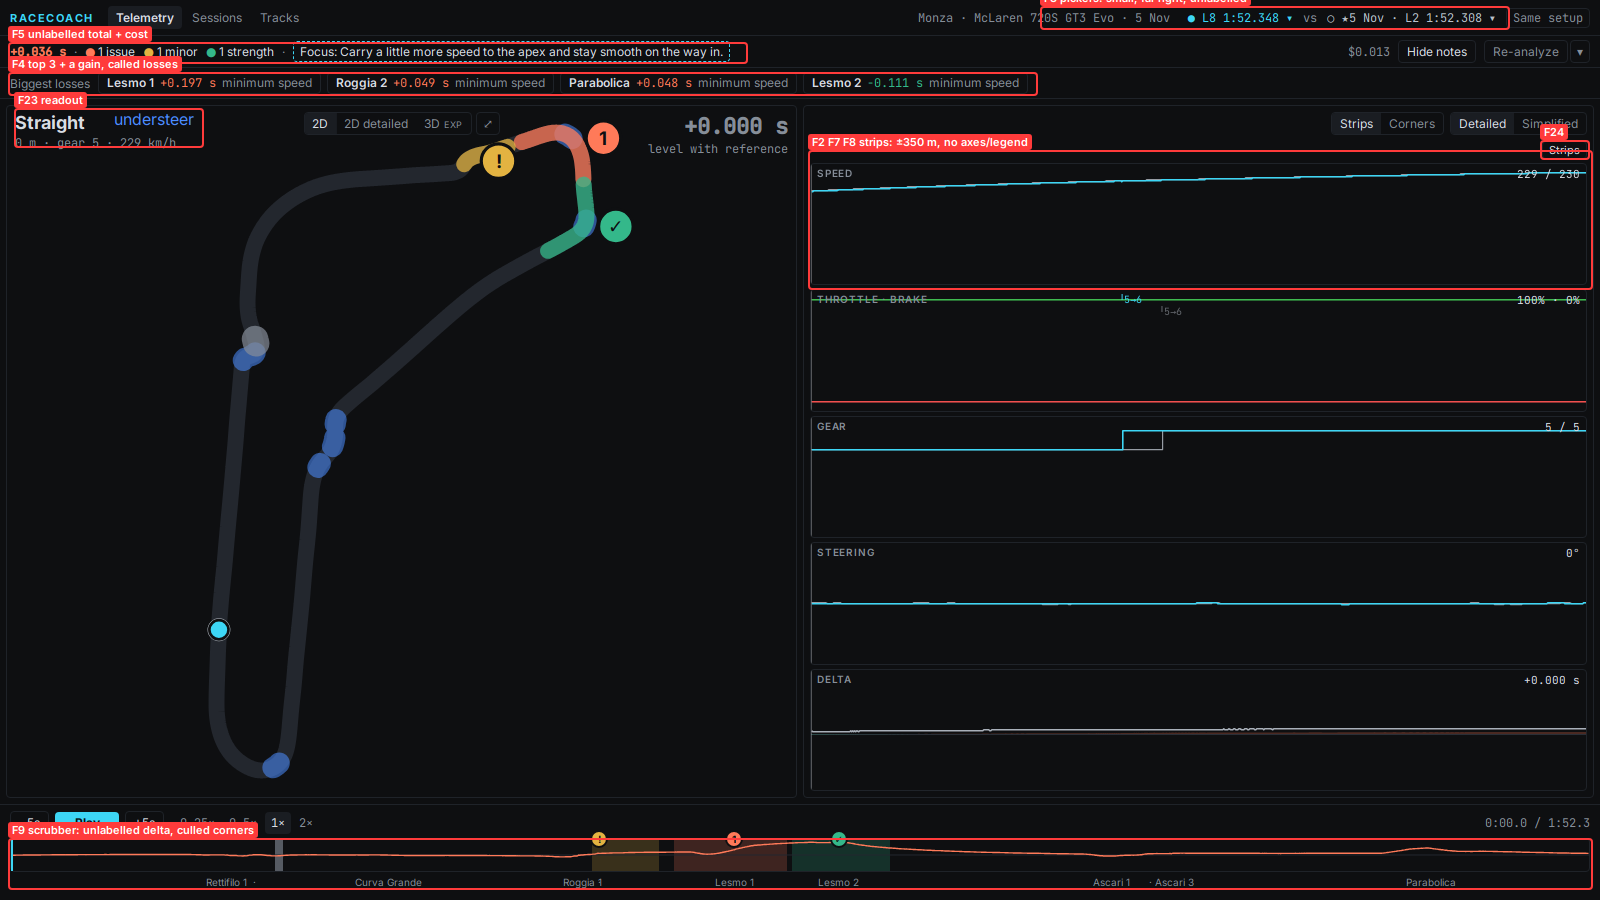 RACECOACH Telemetry Sessions Tracks
Monza · McLaren 720S GT3 Evo · 5 Nov ● L8 1:52.348 ▾ vs ○ ★5 Nov · L2 1:52.308 ▾ Same setup
F5 unlabelled total + cost
+0.036 s · 1 issue 1 minor 1 strength · Focus: Carry a little more speed to the apex and stay smooth on the way in.
$0.013 Hide notes Re-analyze ▾
F4 top 3 + a gain, called losses
Biggest losses Lesmo 1 +0.197 s minimum speed Roggia 2 +0.049 s minimum speed Parabolica +0.048 s minimum speed Lesmo 2 -0.111 s minimum speed
F23 readout
Straight understeer
0 m · gear 5 · 229 km/h
2D 2D detailed 3D EXP ⤢
+0.000 s
level with reference
1
!
✓
Strips Corners Detailed Simplified
F24
Strips
F2 F7 F8 strips: ±350 m, no axes/legend
SPEED 229 / 230
THROTTLE · BRAKE 5→6 100% · 0%
5→6
GEAR 5 / 5
STEERING 0°
DELTA +0.000 s
1× 2× 0:00.0 / 1:52.3
F9 scrubber: unlabelled delta, culled corners
Rettifilo 1 · Curva Grande Roggia 1 Lesmo 1 Lesmo 2 Ascari 1 · Ascari 3 Parabolica